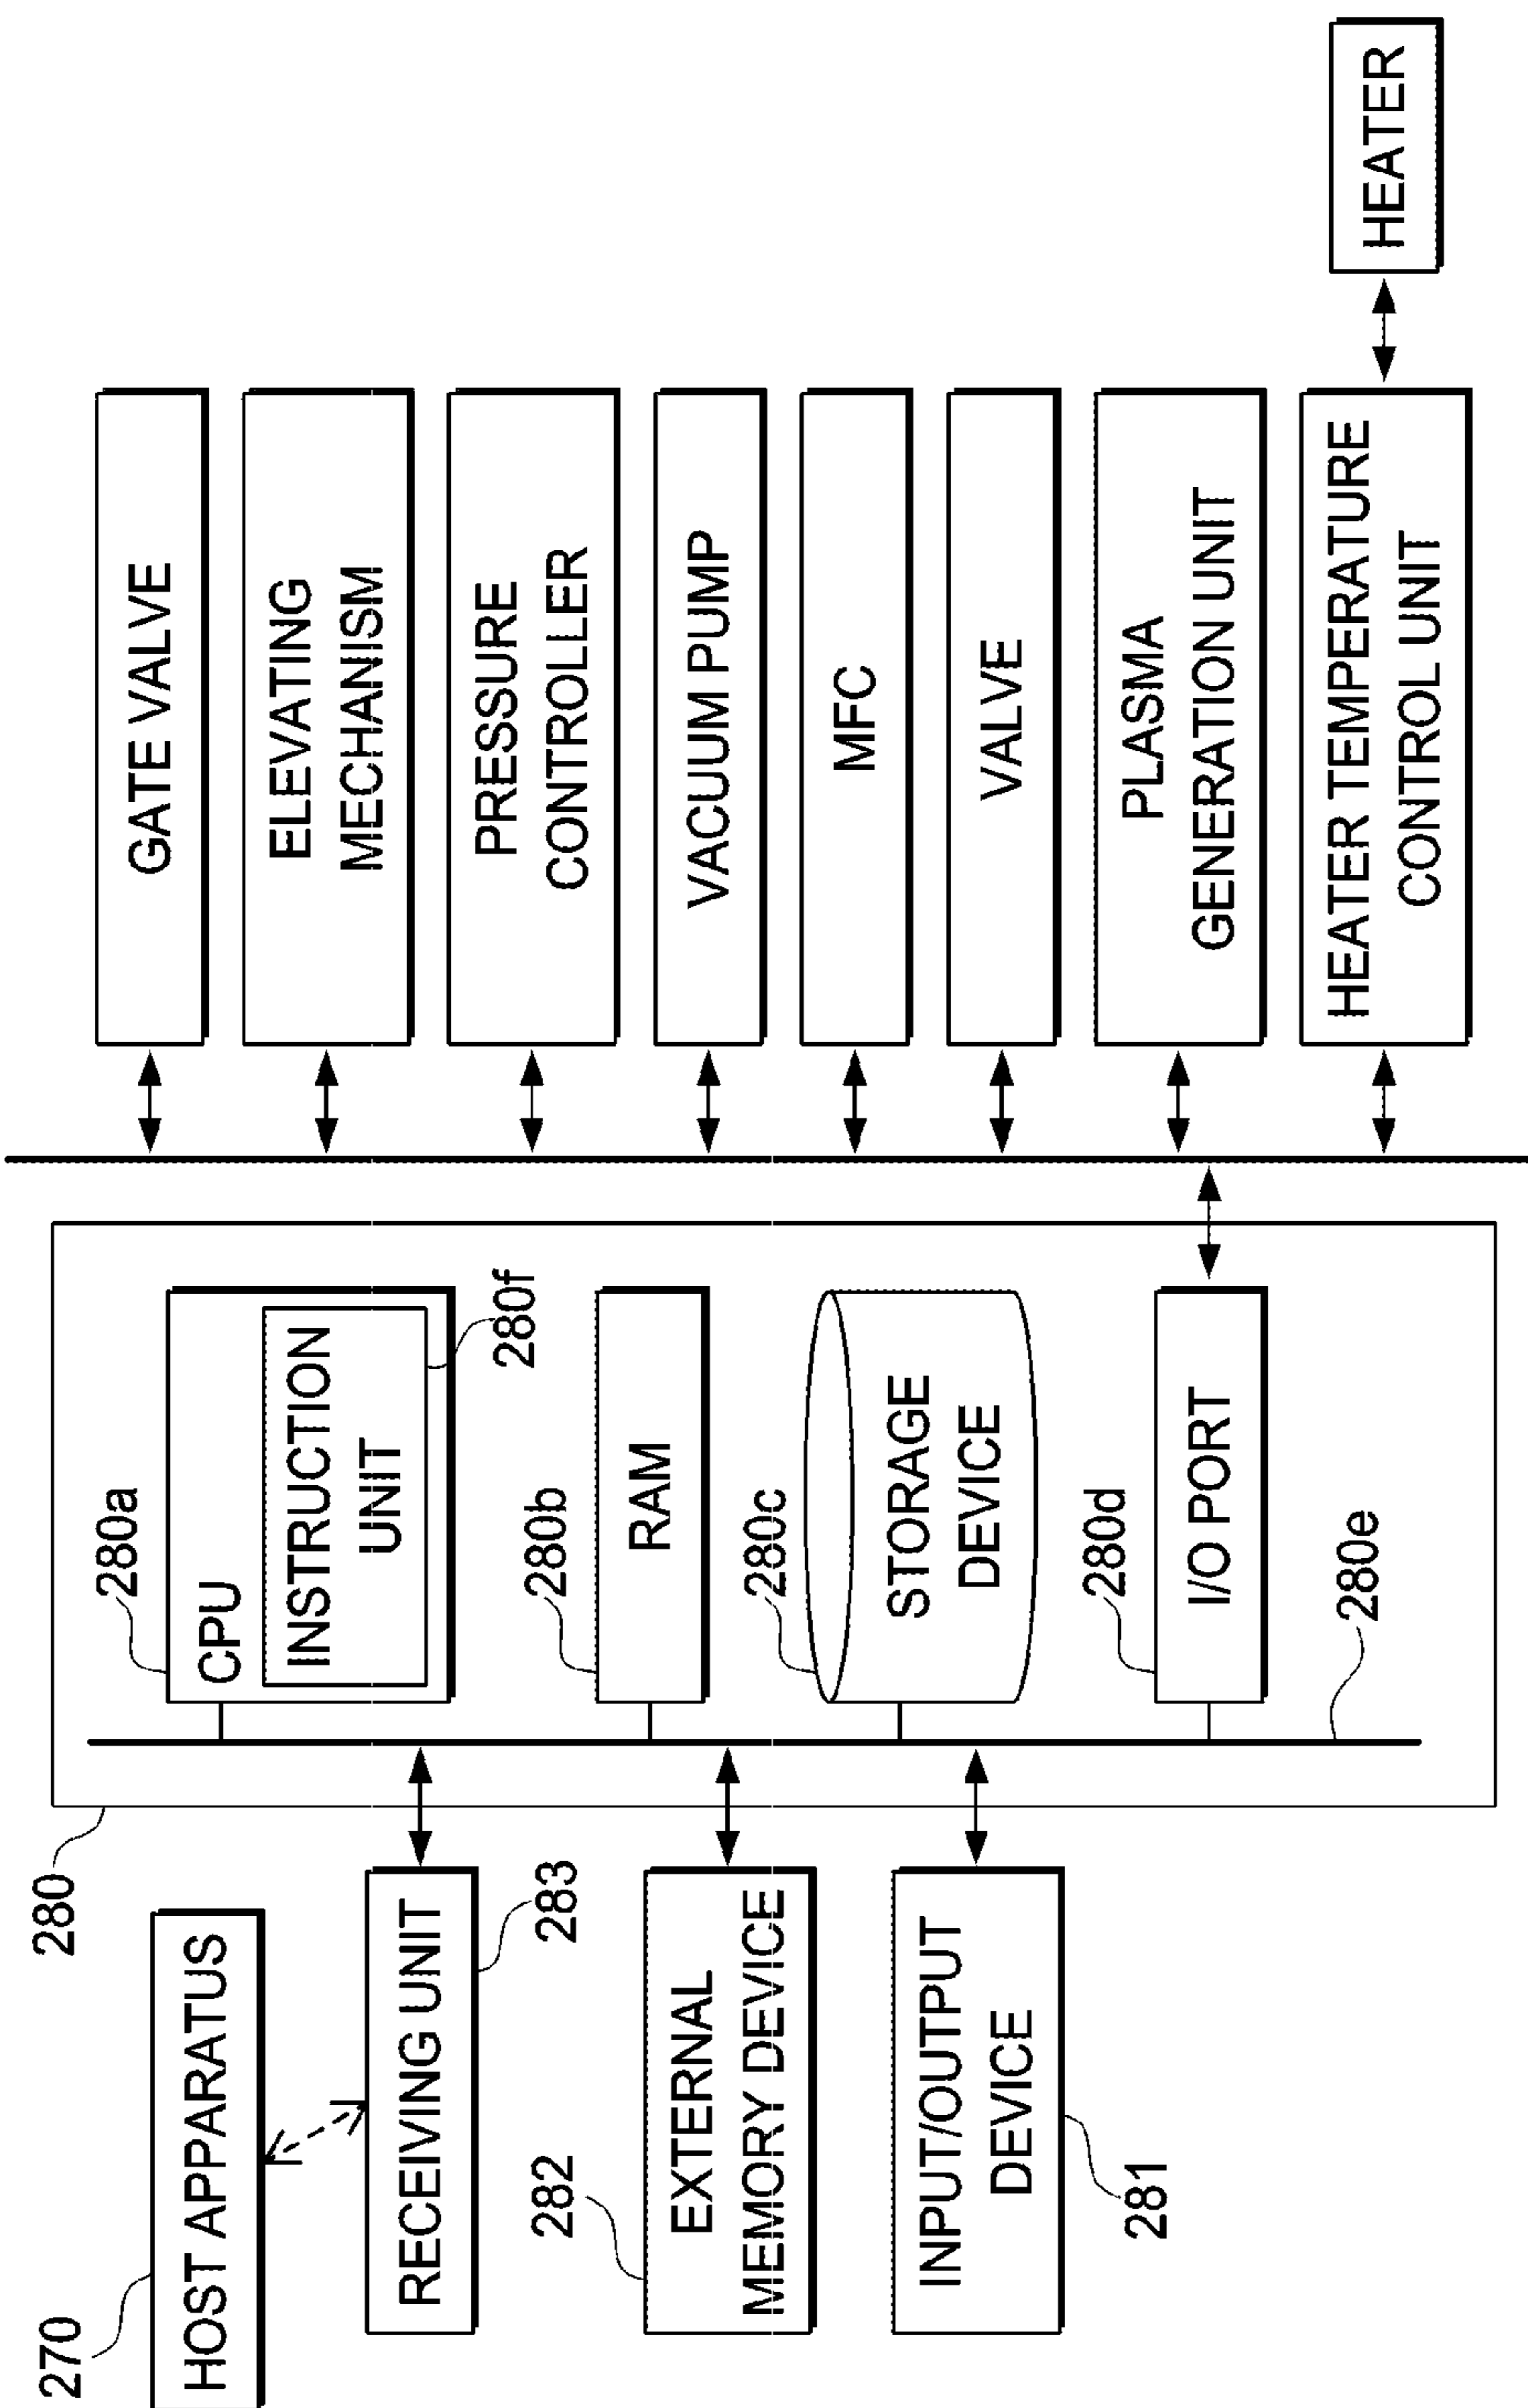 270
HOST APPARATUS
RECEIVING UNIT
283
282
EXTERNAL
MEMORY DEVICE
INPUT/OUTPUT
DEVICE
281
280
280a
CPU
INSTRUCTION
UNIT
280f
280b
RAM
280c
STORAGE
DEVICE
280d
I/O PORT
280e
GATE VALVE
ELEVATING
MECHANISM
PRESSURE
CONTROLLER
VACUUM PUMP
MFC
VALVE
PLASMA
GENERATION UNIT
HEATER TEMPERATURE
CONTROL UNIT
HEATER